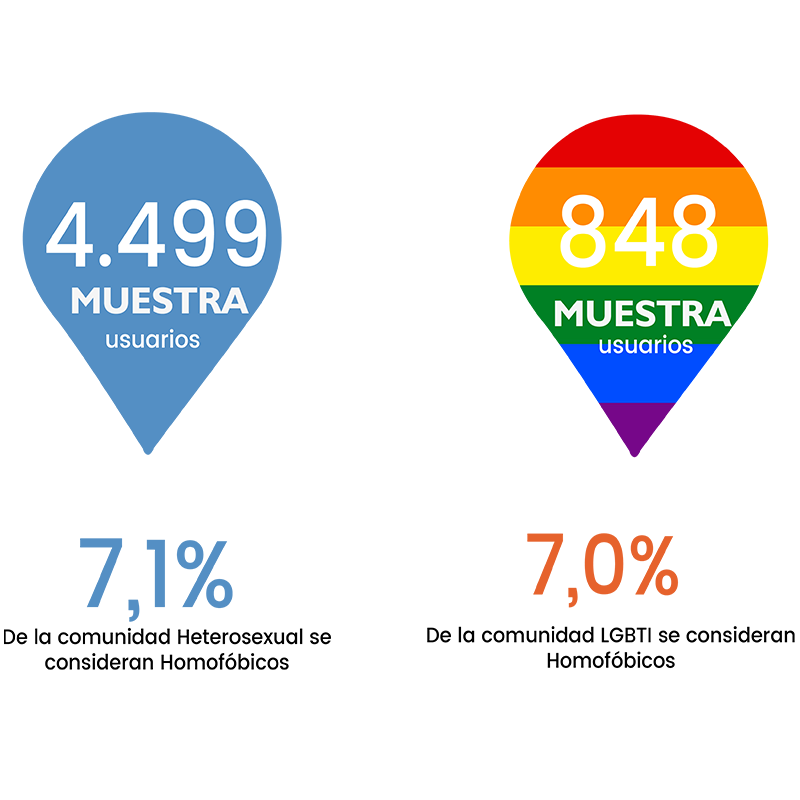 4.499
MUESTRA
usuarios
848
MUESTRA
usuarios
7,1%
De la comunidad Heterosexual se
consideran Homofóbicos
7,0%
De la comunidad LGBTI se consideran
Homofóbicos